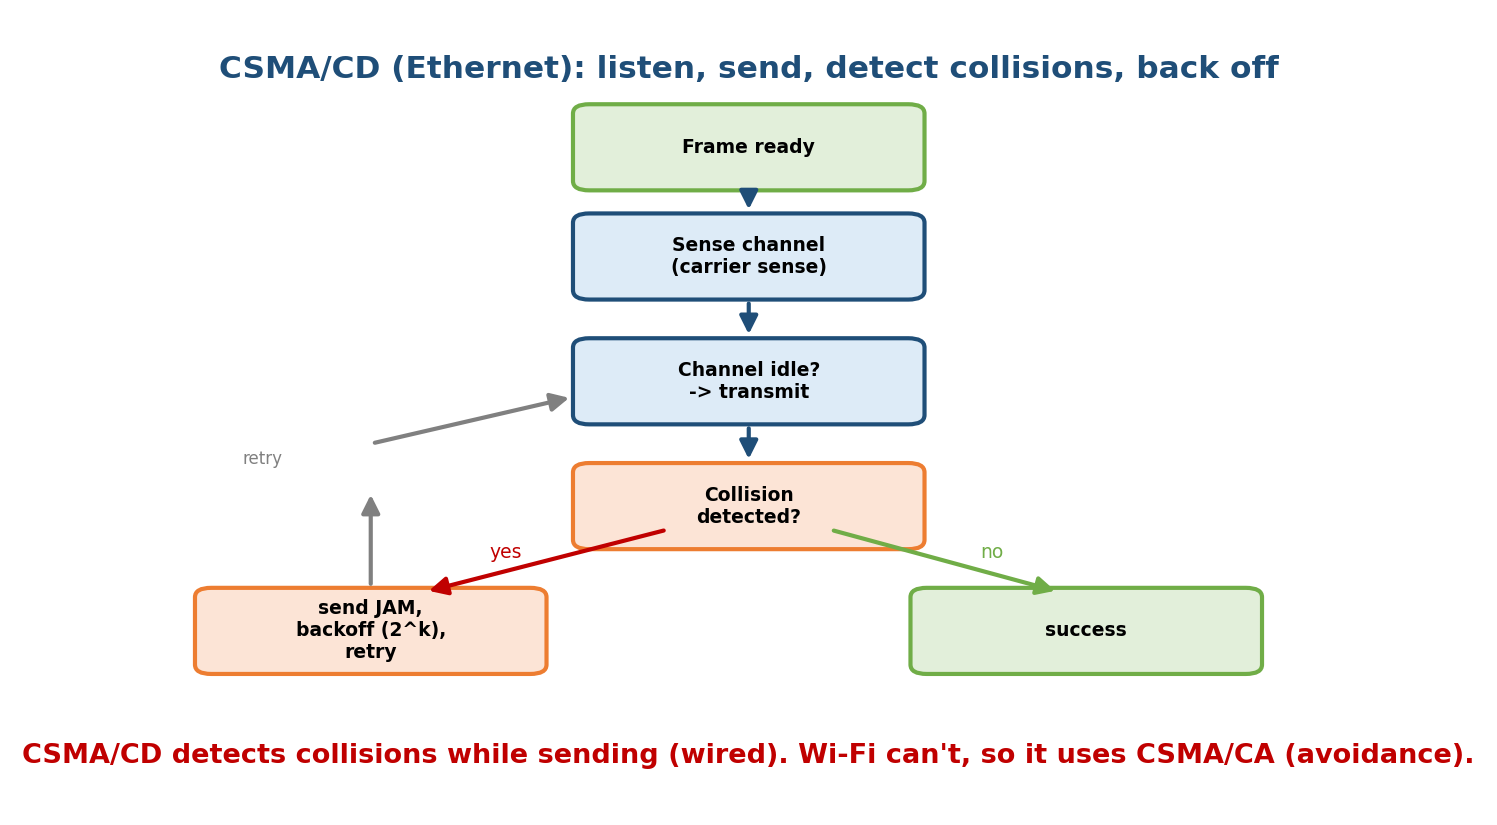 CSMA/CD (Ethernet): listen, send, detect collisions, back off
Frame ready
Sense channel
(carrier sense)
Channel idle?
-> transmit
retry
Collision
detected?
yes
no
send JAM,
backoff (2^k),
retry
success
CSMA/CD detects collisions while sending (wired). Wi-Fi can't, so it uses CSMA/CA (avoidance).